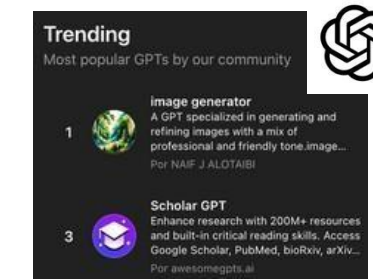 Trending
Most popular GPTs by our community
1
image generator
A GPT specialized in generating and
refining images with a mix of
professional and friendly tone.image...
Por NAIF J ALOTAIBI
3
Scholar GPT
Enhance research with 200M+ resources
and built-in critical reading skills. Access
Google Scholar, PubMed, bioRxiv, arXiv...
Por awesomegpts.ai